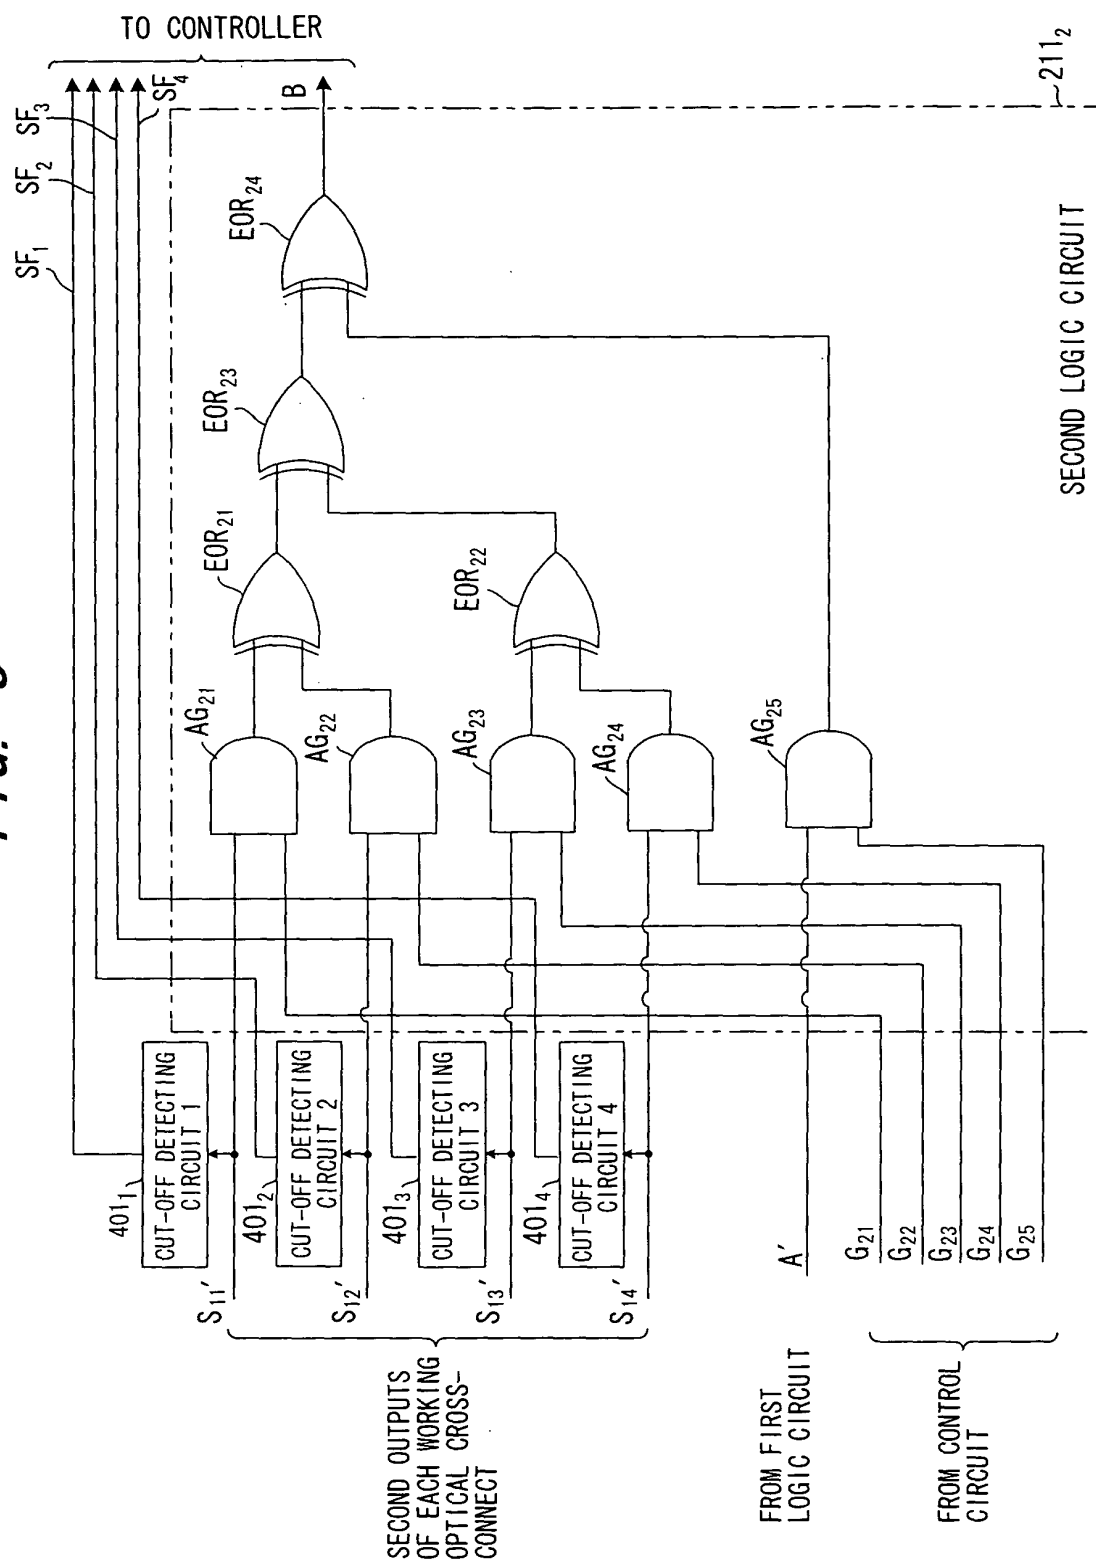 TO CONTROLLER
SF₁
SF₂
SF₃
SF₄
B
211₂
EOR₂₄
EOR₂₃
EOR₂₁
EOR₂₂
AG₂₁
AG₂₂
AG₂₃
AG₂₄
AG₂₅
SECOND LOGIC CIRCUIT
401₁
CUT-OFF DETECTING
CIRCUIT 1
401₂
CUT-OFF DETECTING
CIRCUIT 2
401₃
CUT-OFF DETECTING
CIRCUIT 3
401₄
CUT-OFF DETECTING
CIRCUIT 4
S₁₁′
S₁₂′
S₁₃′
S₁₄′
A′
G₂₁
G₂₂
G₂₃
G₂₄
G₂₅
SECOND OUTPUTS
OF EACH WORKING
OPTICAL CROSS-
CONNECT
FROM FIRST
LOGIC CIRCUIT
FROM CONTROL
CIRCUIT